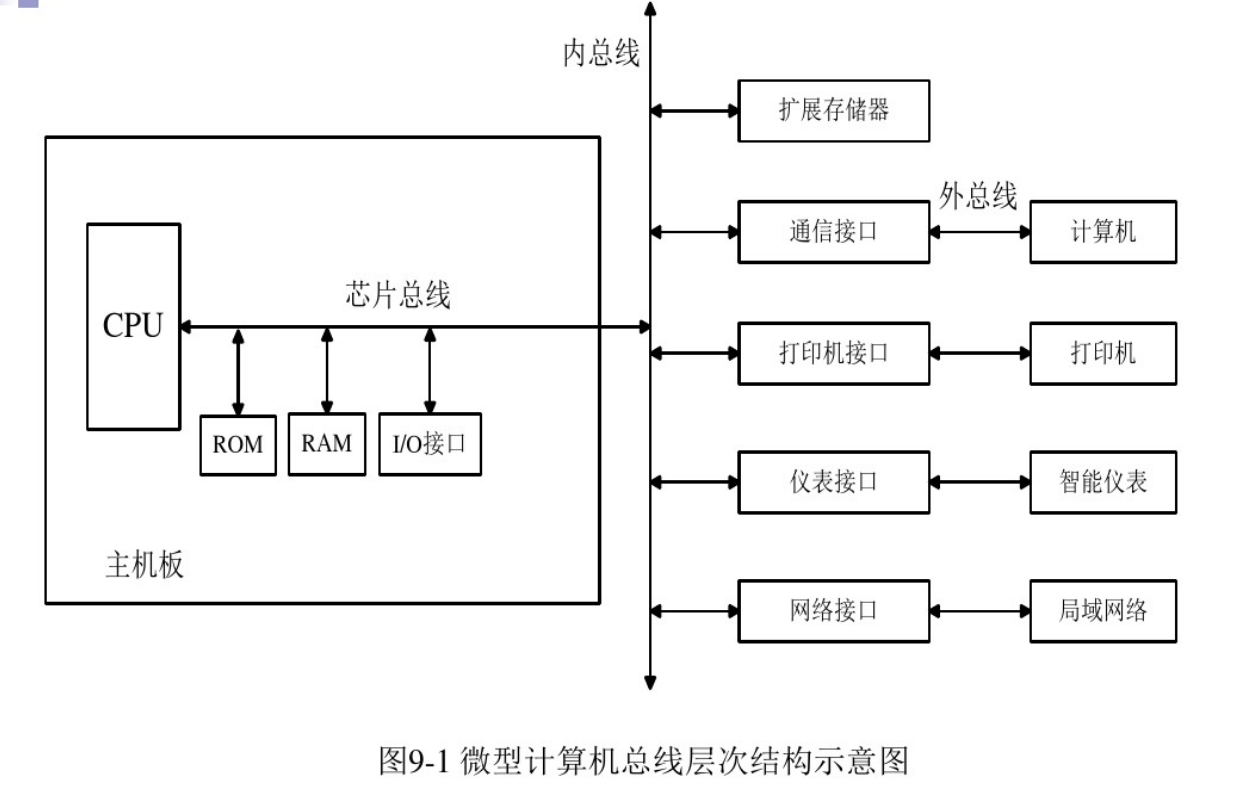 内总线
扩展存储器
外总线
通信接口
计算机
芯片总线
CPU
打印机接口
打印机
ROM
RAM
I/O接口
仪表接口
智能仪表
主机板
网络接口
局域网络
图9-1 微型计算机总线层次结构示意图